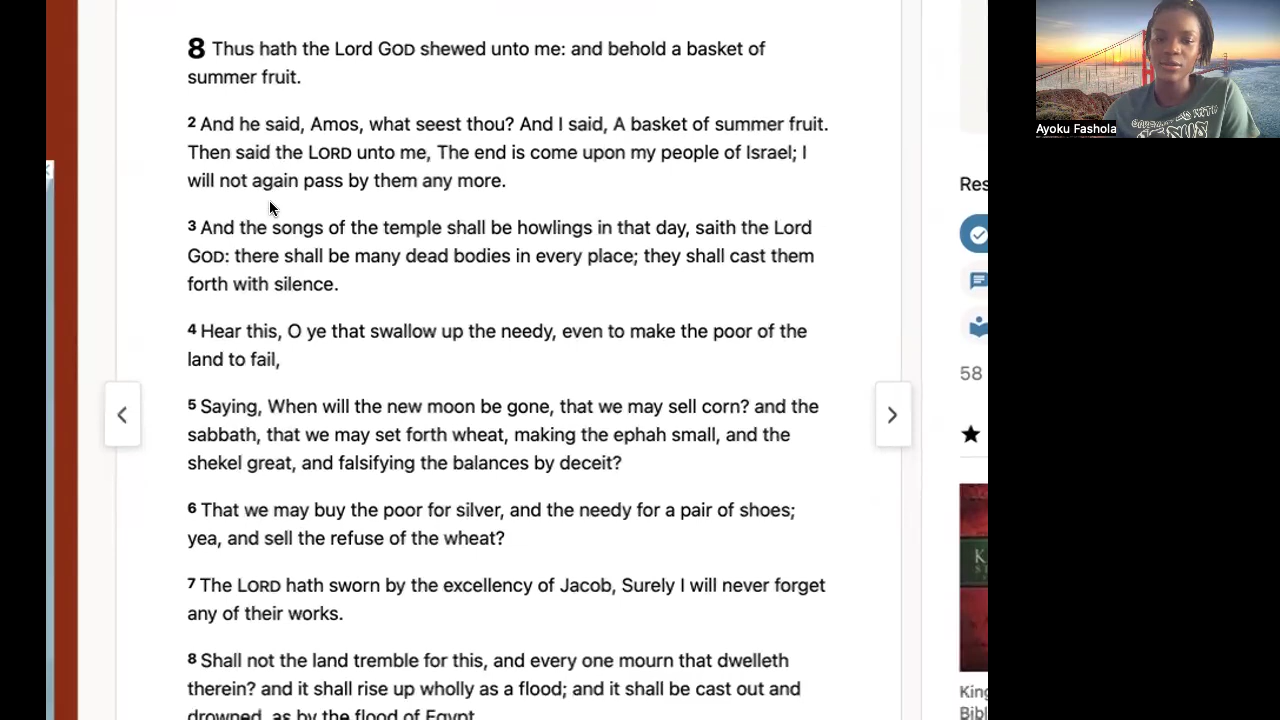 8 Thus hath the Lord GOD shewed unto me: and behold a basket of
summer fruit.
2 And he said, Amos, what seest thou? And I said, A basket of summer fruit.
Then said the LORD unto me, The end is come upon my people of Israel; I
will not again pass by them any more.
3 And the songs of the temple shall be howlings in that day, saith the Lord
GOD: there shall be many dead bodies in every place; they shall cast them
forth with silence.
4 Hear this, O ye that swallow up the needy, even to make the poor of the
land to fail,
5 Saying, When will the new moon be gone, that we may sell corn? and the
sabbath, that we may set forth wheat, making the ephah small, and the
shekel great, and falsifying the balances by deceit?
6 That we may buy the poor for silver, and the needy for a pair of shoes;
yea, and sell the refuse of the wheat?
7 The LORD hath sworn by the excellency of Jacob, Surely I will never forget
any of their works.
8 Shall not the land tremble for this, and every one mourn that dwelleth
therein? and it shall rise up wholly as a flood; and it shall be cast out and
drowned, as by the flood of Egypt
Res
58
K
King
Bibl
Ayoku Fashola
WITH
JESUS